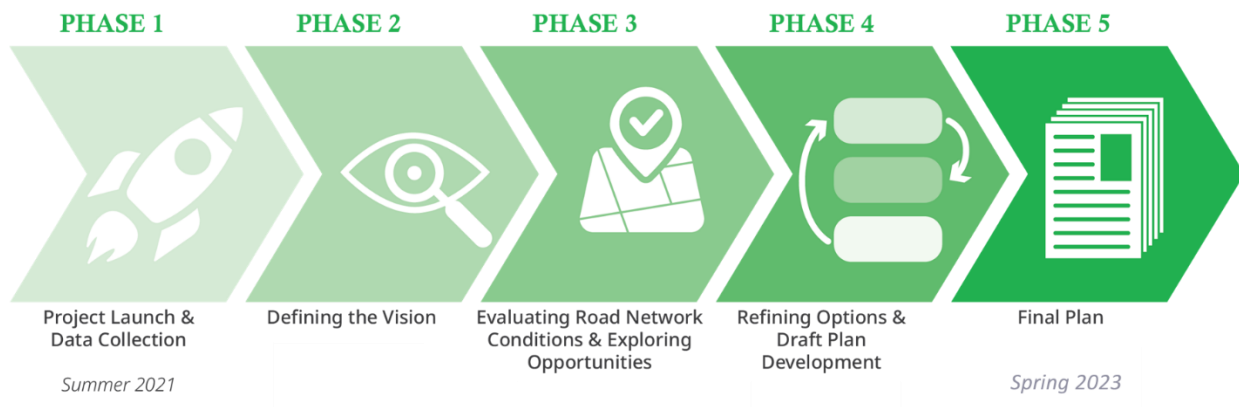 PHASE 1
PHASE 2
PHASE 3
PHASE 4
PHASE 5
Project Launch &
Data Collection
Summer 2021
Defining the Vision
Evaluating Road Network
Conditions & Exploring
Opportunities
Refining Options &
Draft Plan
Development
Final Plan
Spring 2023